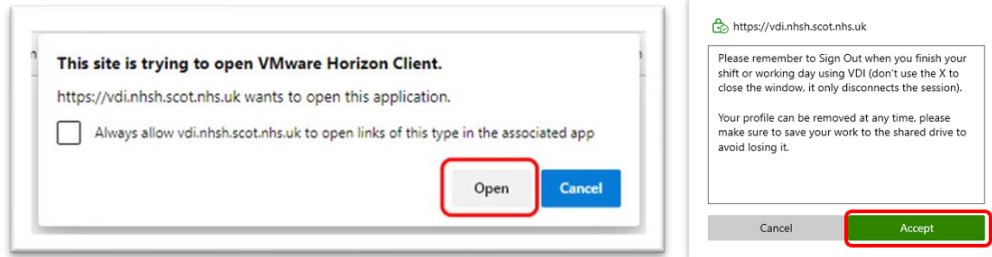 This site is trying to open VMware Horizon Client.
https://vdi.nhsh.scot.nhs.uk wants to open this application.
Always allow vdi.nhsh.scot.nhs.uk to open links of this type in the associated app
Open
Cancel
https://vdi.nhsh.scot.nhs.uk
Please remember to Sign Out when you finish your
shift or working day using VDI (don't use the X to
close the window, it only disconnects the session).
Your profile can be removed at any time, please
make sure to save your work to the shared drive to
avoid losing it.
Cancel
Accept